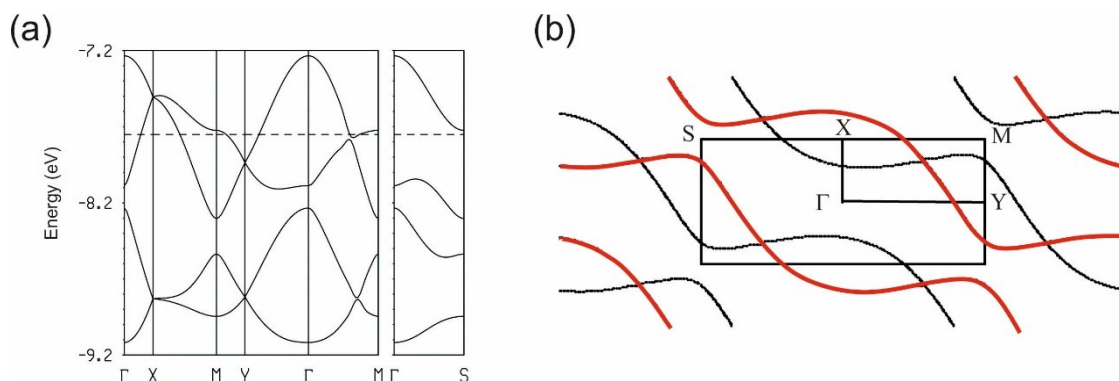 (a)
-7.2
-8.2
-9.2
Energy (eV)
Γ X M Y Γ M Γ S
(b)
S X M
Γ Y